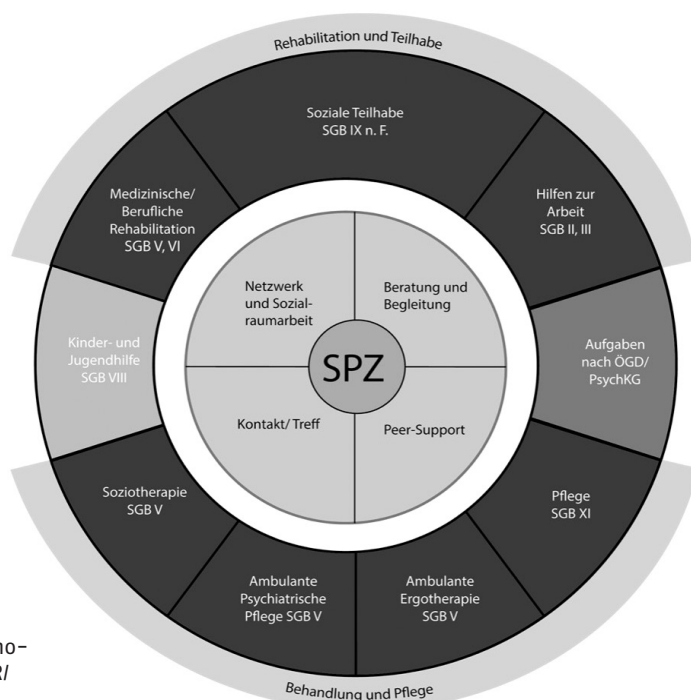 Rehabilitation und Teilhabe
Soziale Teilhabe
SGB IX n. F.
Medizinische/
Berufliche
Rehabilitation
SGB V, VI
Hilfen zur
Arbeit
SGB II, III
Netzwerk
und Sozial-
raumarbeit
Beratung und
Begleitung
Kinder- und
Jugendhilfe
SGB VIII
SPZ
Aufgaben
nach ÖGD/
PsychKG
Kontakt/ Treff
Peer-Support
Soziotherapie
SGB V
Pflege
SGB XI
Ambulante
Psychiatrische
Pflege SGB V
Ambulante
Ergotherapie
SGB V
no-
RI
Behandlung und Pflege